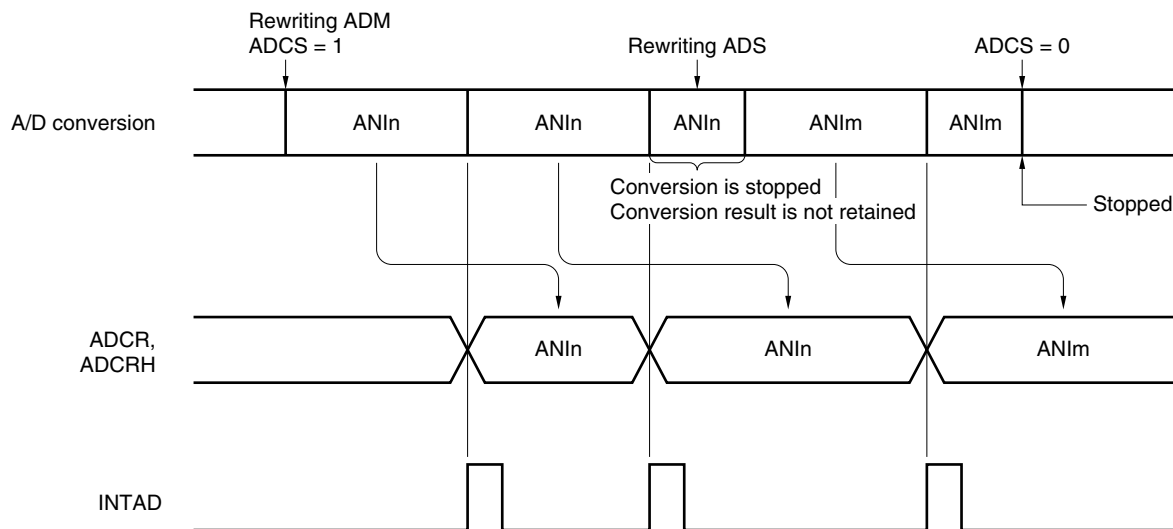 Rewriting ADM
ADCS = 1
Rewriting ADS
ADCS = 0
A/D conversion
ANIn
ANIn
ANIn
ANIm
ANIm
Conversion is stopped
Conversion result is not retained
Stopped
ADCR,
ADCRH
ANIn
ANIn
ANIm
INTAD